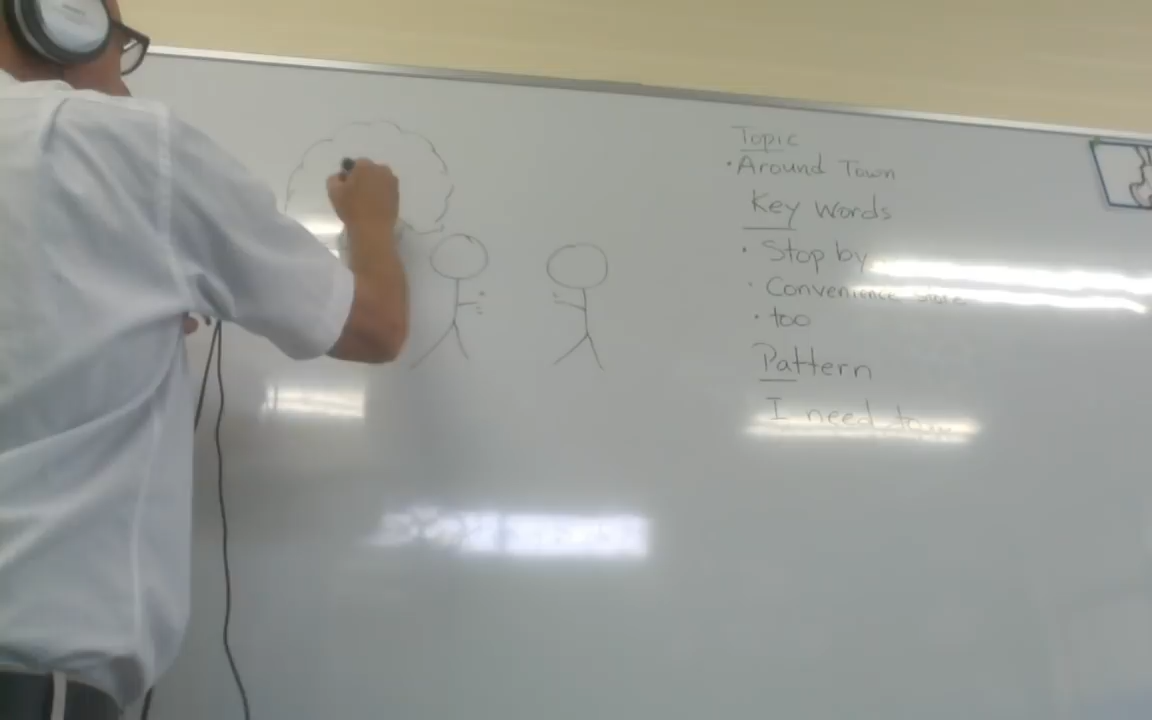 Topic
• Around Town
Key Words
• Stop by
• Convenience store
• too
Pattern
I need to...